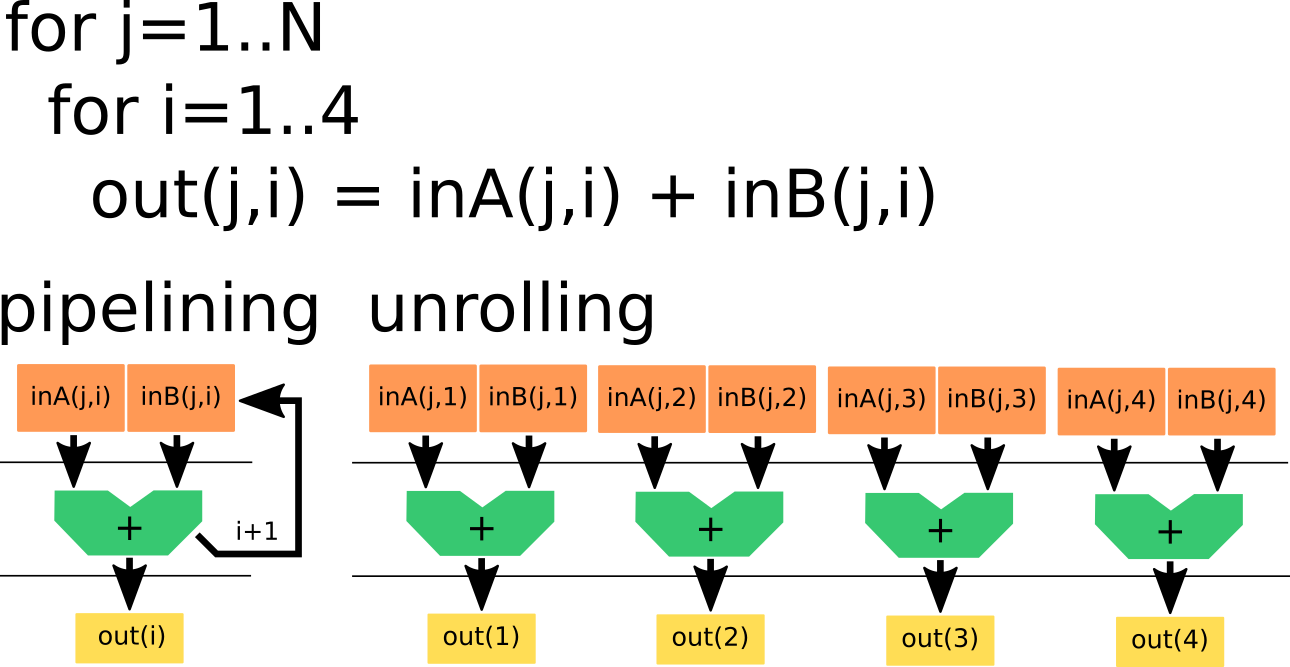 for j=1..N
for i=1..4
out(j,i) = inA(j,i) + inB(j,i)
pipelining unrolling
inA(j,i) inB(j,i) inA(j,1) inB(j,1) inA(j,2) inB(j,2) inA(j,3) inB(j,3) inA(j,4) inB(j,4)
+ i+1 + + + +
out(i) out(1) out(2) out(3) out(4)